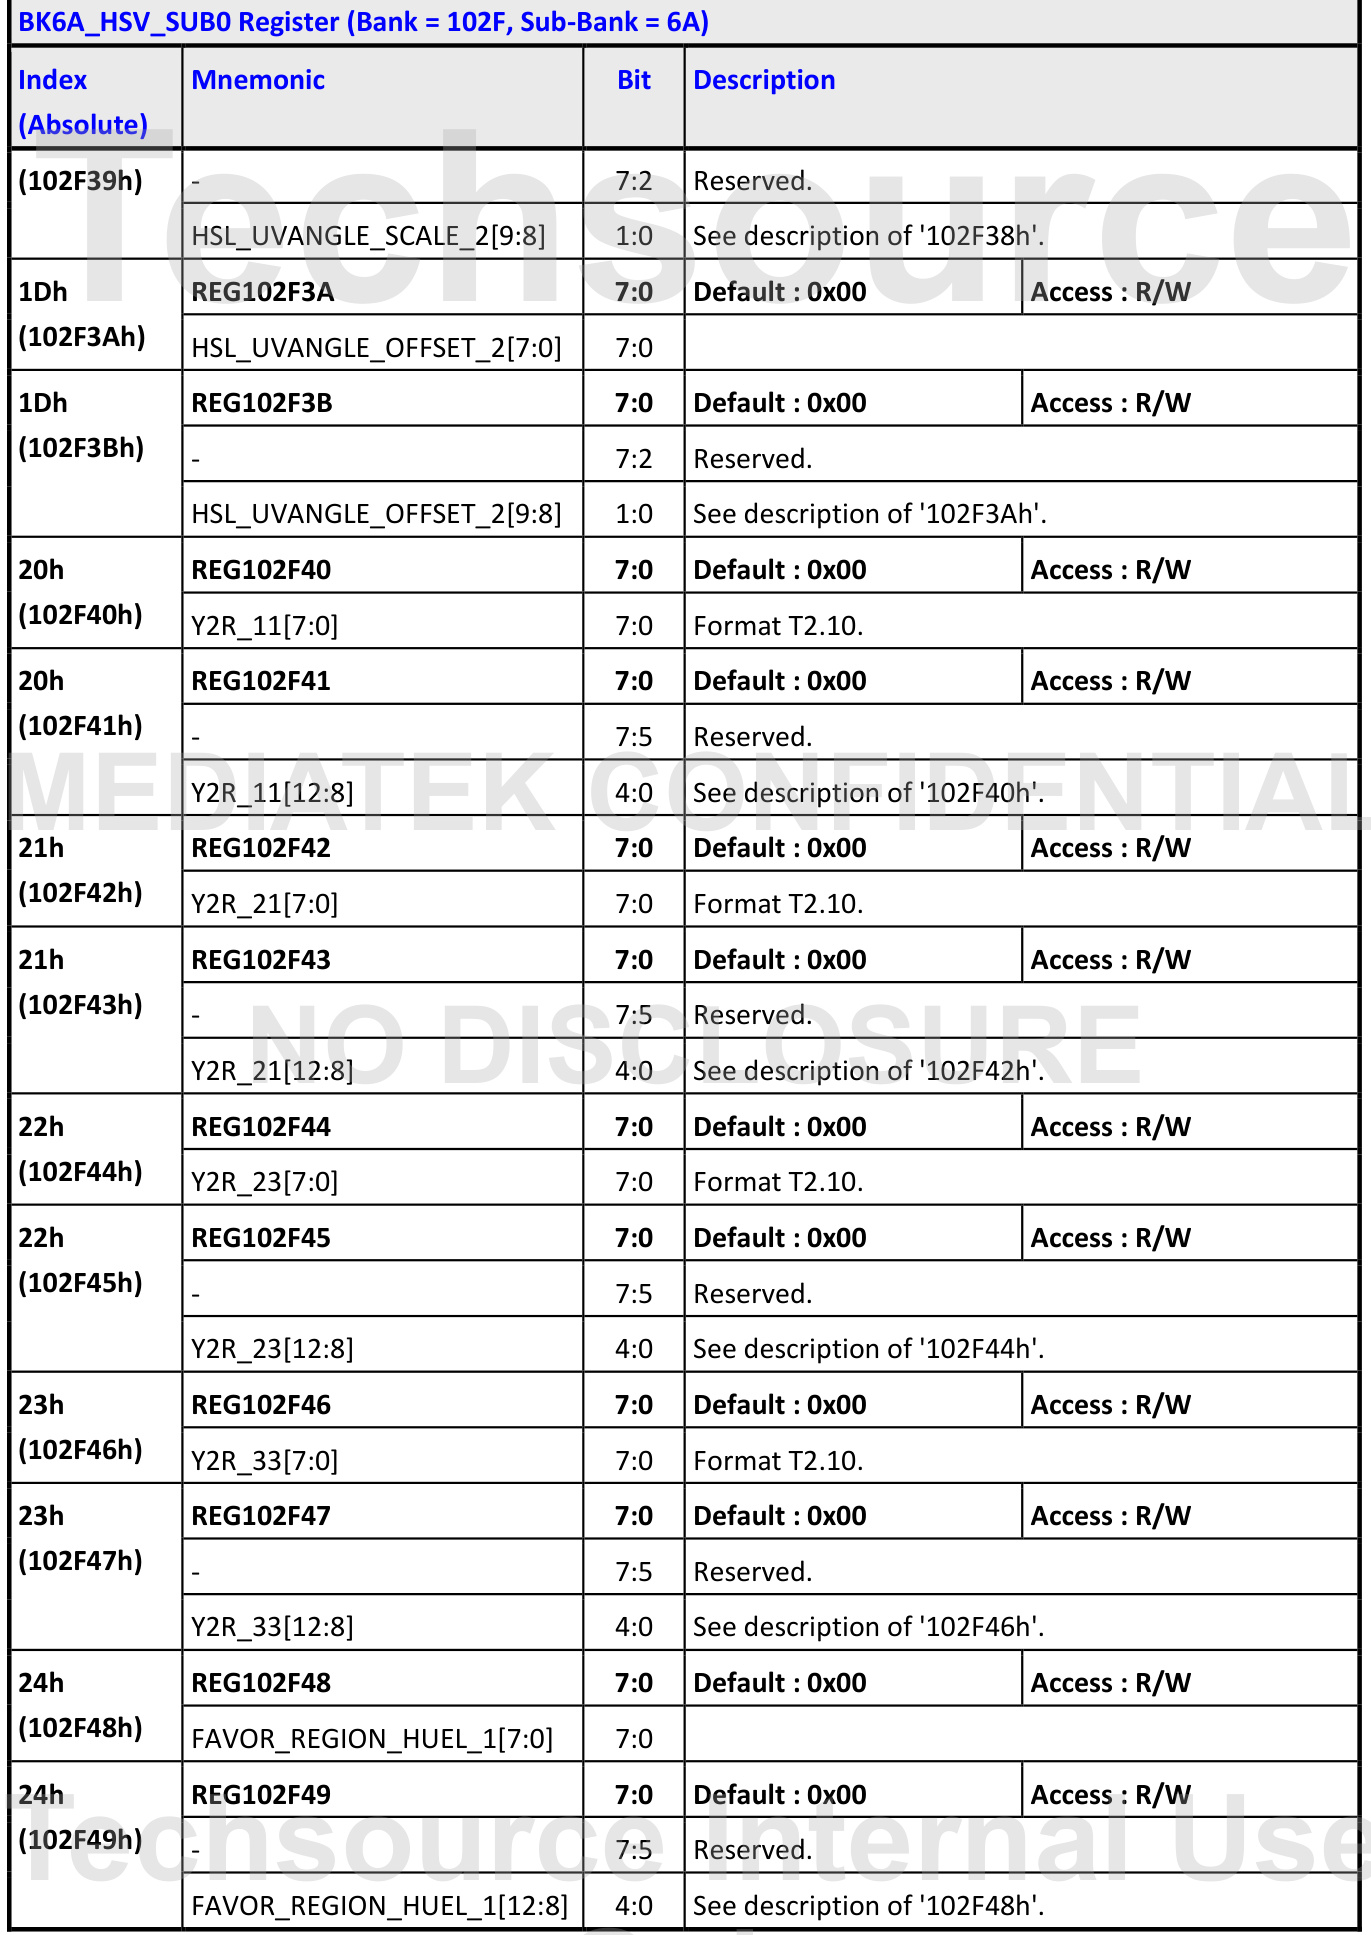 BK6A_HSV_SUB0 Register (Bank = 102F, Sub-Bank = 6A)
Index (Absolute) Mnemonic Bit Description
(102F39h) - 7:2 Reserved.
HSL_UVANGLE_SCALE_2[9:8] 1:0 See description of '102F38h'.
1Dh REG102F3A 7:0 Default : 0x00 Access : R/W
(102F3Ah) HSL_UVANGLE_OFFSET_2[7:0] 7:0
1Dh REG102F3B 7:0 Default : 0x00 Access : R/W
(102F3Bh) - 7:2 Reserved.
HSL_UVANGLE_OFFSET_2[9:8] 1:0 See description of '102F3Ah'.
20h REG102F40 7:0 Default : 0x00 Access : R/W
(102F40h) Y2R_11[7:0] 7:0 Format T2.10.
20h REG102F41 7:0 Default : 0x00 Access : R/W
(102F41h) - 7:5 Reserved.
Y2R_11[12:8] 4:0 See description of '102F40h'.
21h REG102F42 7:0 Default : 0x00 Access : R/W
(102F42h) Y2R_21[7:0] 7:0 Format T2.10.
21h REG102F43 7:0 Default : 0x00 Access : R/W
(102F43h) - 7:5 Reserved.
Y2R_21[12:8] 4:0 See description of '102F42h'.
22h REG102F44 7:0 Default : 0x00 Access : R/W
(102F44h) Y2R_23[7:0] 7:0 Format T2.10.
22h REG102F45 7:0 Default : 0x00 Access : R/W
(102F45h) - 7:5 Reserved.
Y2R_23[12:8] 4:0 See description of '102F44h'.
23h REG102F46 7:0 Default : 0x00 Access : R/W
(102F46h) Y2R_33[7:0] 7:0 Format T2.10.
23h REG102F47 7:0 Default : 0x00 Access : R/W
(102F47h) - 7:5 Reserved.
Y2R_33[12:8] 4:0 See description of '102F46h'.
24h REG102F48 7:0 Default : 0x00 Access : R/W
(102F48h) FAVOR_REGION_HUEL_1[7:0] 7:0
24h REG102F49 7:0 Default : 0x00 Access : R/W
(102F49h) - 7:5 Reserved.
FAVOR_REGION_HUEL_1[12:8] 4:0 See description of '102F48h'.
Techsource
MEDIATEK CONFIDENTIAL
NO DISCLOSURE
Techsource Internal Use